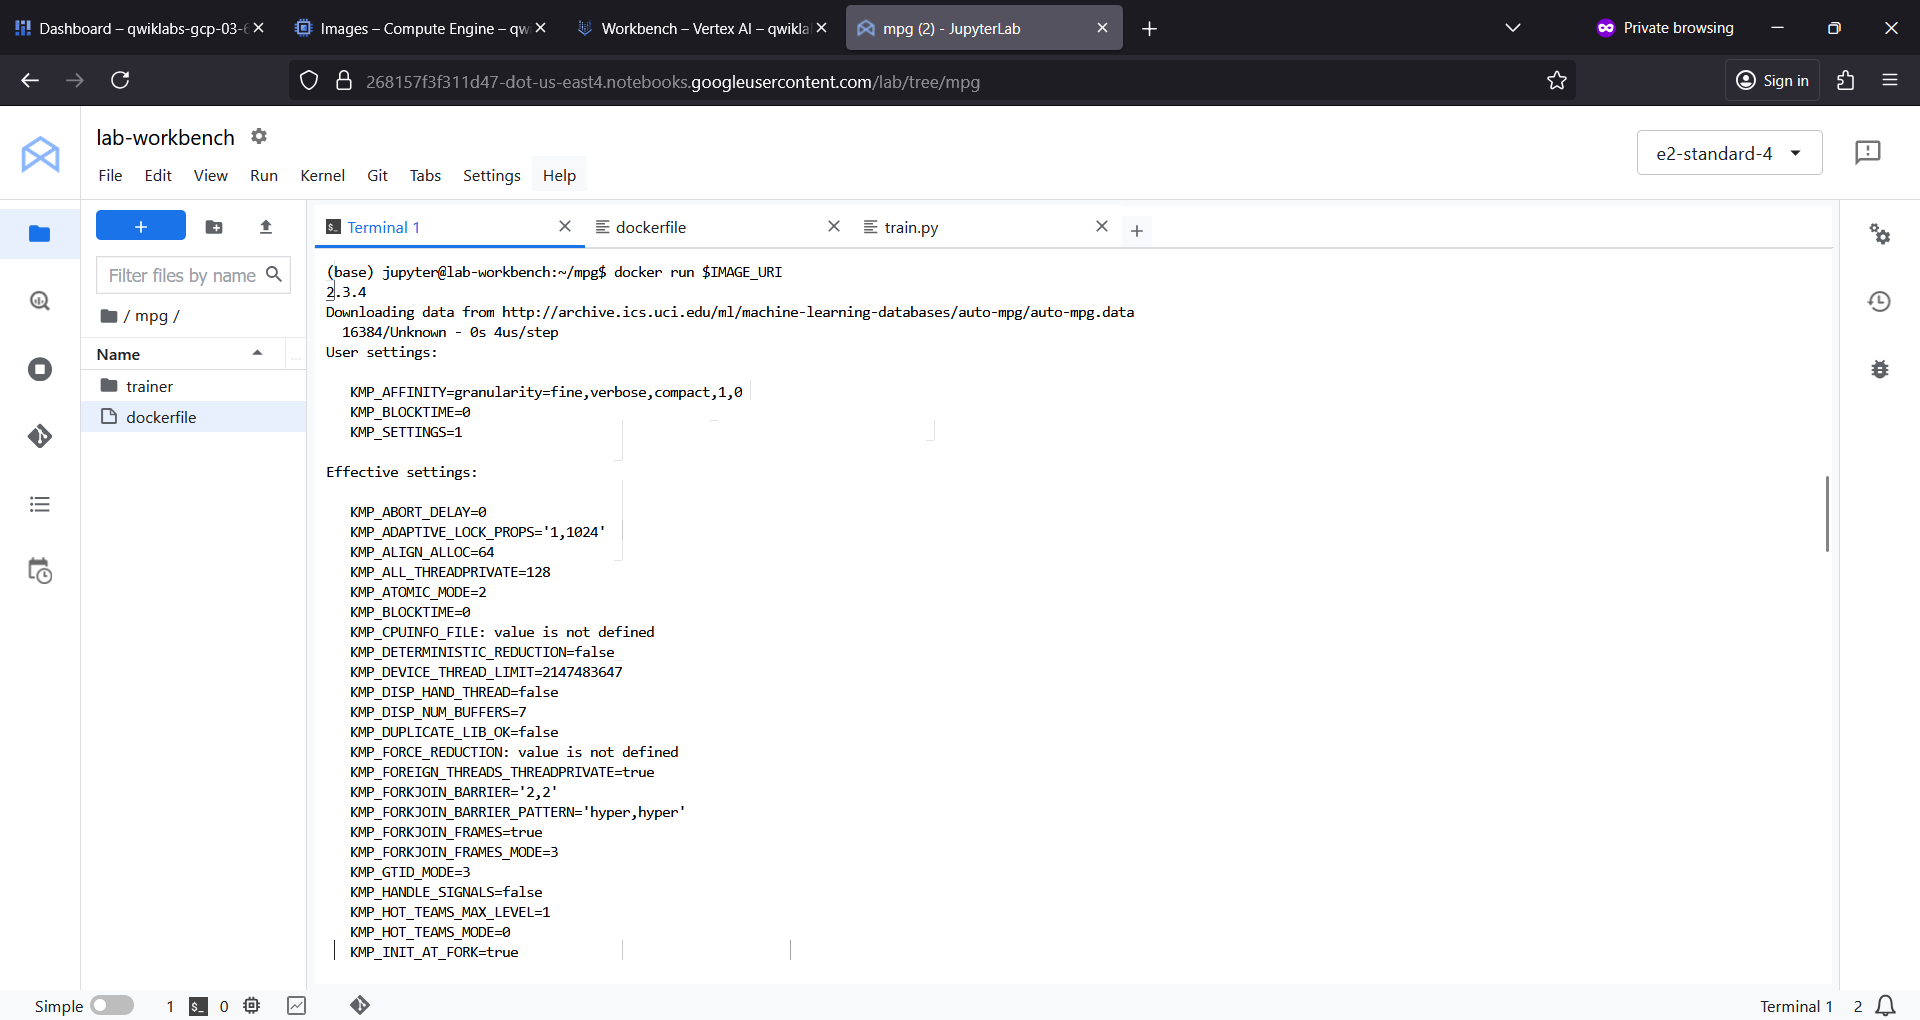 Dashboard – qwiklabs-gcp-03-6
Images – Compute Engine – qw
Workbench – Vertex AI – qwikla
mpg (2) - JupyterLab
Private browsing
268157f3f311d47-dot-us-east4.notebooks.googleusercontent.com/lab/tree/mpg
Sign in
lab-workbench
e2-standard-4
File Edit View Run Kernel Git Tabs Settings Help
Terminal 1
dockerfile
train.py
Filter files by name
/ mpg /
Name
trainer
dockerfile
(base) jupyter@lab-workbench:~/mpg$ docker run $IMAGE_URI
2.3.4
Downloading data from http://archive.ics.uci.edu/ml/machine-learning-databases/auto-mpg/auto-mpg.data
16384/Unknown - 0s 4us/step
User settings:
KMP_AFFINITY=granularity=fine,verbose,compact,1,0
KMP_BLOCKTIME=0
KMP_SETTINGS=1
Effective settings:
KMP_ABORT_DELAY=0
KMP_ADAPTIVE_LOCK_PROPS='1,1024'
KMP_ALIGN_ALLOC=64
KMP_ALL_THREADPRIVATE=128
KMP_ATOMIC_MODE=2
KMP_BLOCKTIME=0
KMP_CPUINFO_FILE: value is not defined
KMP_DETERMINISTIC_REDUCTION=false
KMP_DEVICE_THREAD_LIMIT=2147483647
KMP_DISP_HAND_THREAD=false
KMP_DISP_NUM_BUFFERS=7
KMP_DUPLICATE_LIB_OK=false
KMP_FORCE_REDUCTION: value is not defined
KMP_FOREIGN_THREADS_THREADPRIVATE=true
KMP_FORKJOIN_BARRIER='2,2'
KMP_FORKJOIN_BARRIER_PATTERN='hyper,hyper'
KMP_FORKJOIN_FRAMES=true
KMP_FORKJOIN_FRAMES_MODE=3
KMP_GTID_MODE=3
KMP_HANDLE_SIGNALS=false
KMP_HOT_TEAMS_MAX_LEVEL=1
KMP_HOT_TEAMS_MODE=0
KMP_INIT_AT_FORK=true
Simple 1 0
Terminal 1 2